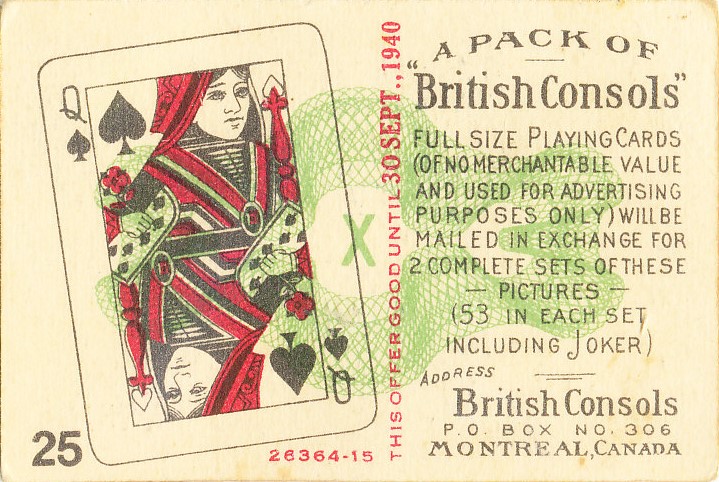 Q
A PACK OF
"British Consols"
FULL SIZE PLAYING CARDS
(OF NO MERCHANTABLE VALUE
AND USED FOR ADVERTISING
PURPOSES ONLY) WILL BE
MAILED IN EXCHANGE FOR
2 COMPLETE SETS OF THESE
— PICTURES —
(53 IN EACH SET
INCLUDING JOKER)
ADDRESS
British Consols
P.O. BOX NO. 306
MONTREAL, CANADA
THIS OFFER GOOD UNTIL 30 SEPT., 1940
X
Q
25
26364-15